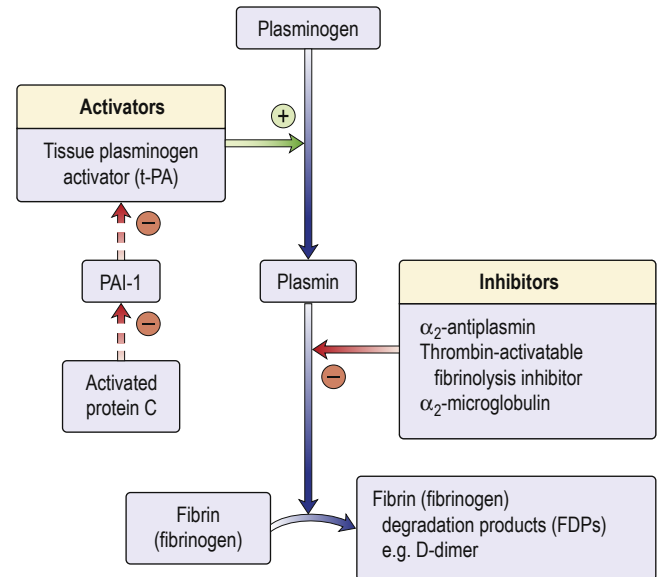 Plasminogen
Activators
+
Tissue plasminogen
activator (t-PA)
−
PAI-1
Plasmin
Inhibitors
−
α₂-antiplasmin
Thrombin-activatable
fibrinolysis inhibitor
α₂-microglobulin
−
Activated
protein C
Fibrin
(fibrinogen)
Fibrin (fibrinogen)
degradation products (FDPs)
e.g. D-dimer